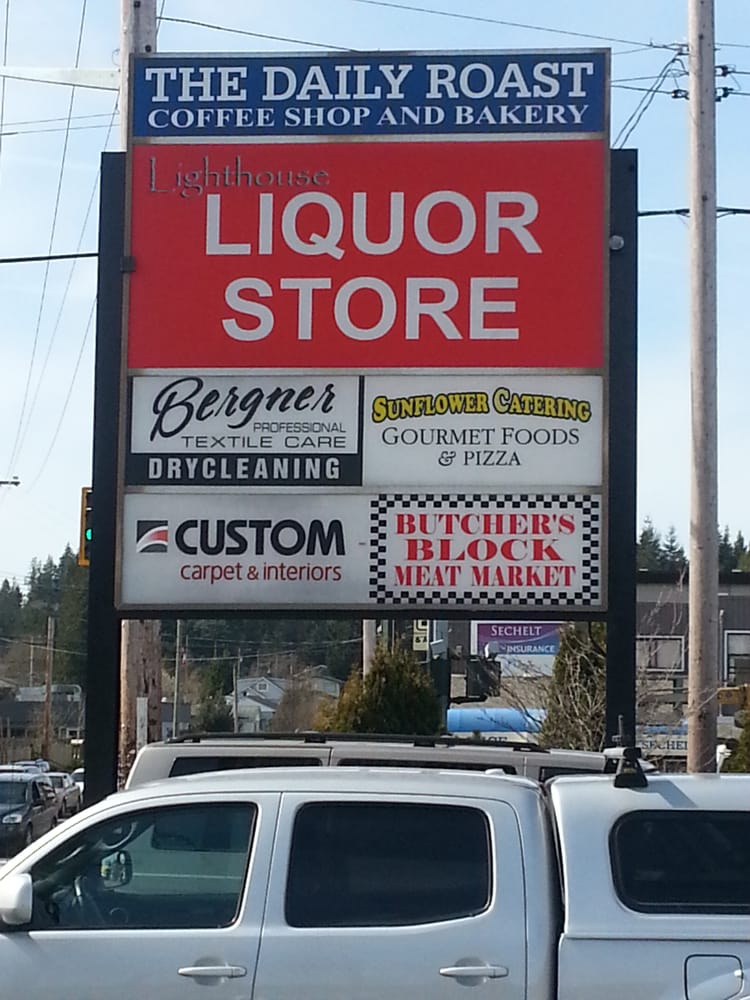 THE DAILY ROAST
COFFEE SHOP AND BAKERY
Lighthouse
LIQUOR
STORE
Bergner
PROFESSIONAL
TEXTILE CARE
DRYCLEANING
SUNFLOWER CATERING
GOURMET FOODS
& PIZZA
CUSTOM
carpet & interiors
BUTCHER'S
BLOCK
MEAT MARKET
SECHELT
INSURANCE